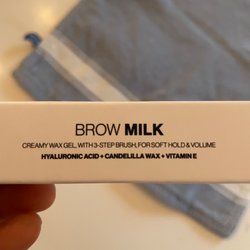 BROW MILK
CREAMY WAX GEL, WITH 3-STEP BRUSH, FOR SOFT HOLD & VOLUME
HYALURONIC ACID + CANDELILLA WAX + VITAMIN E